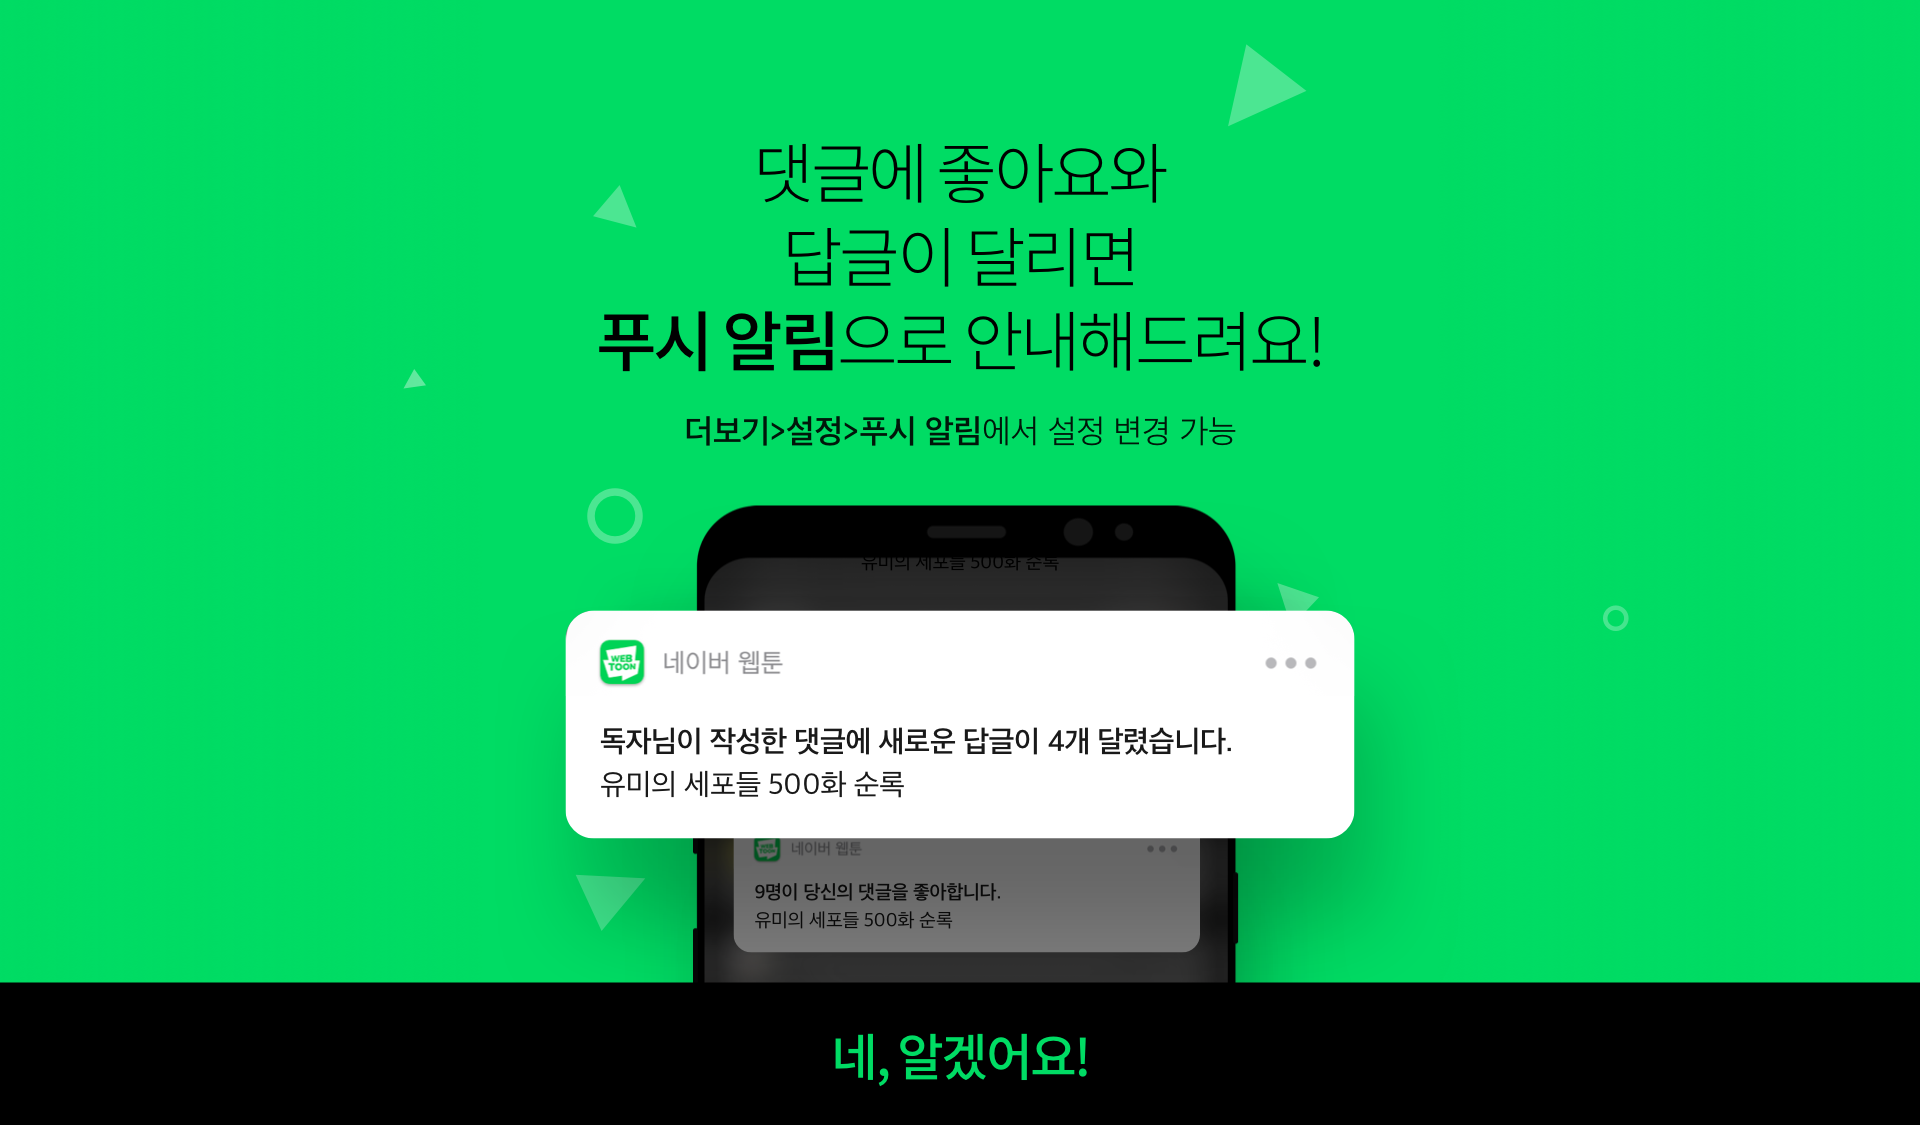 댓글에 좋아요와
답글이 달리면
푸시 알림으로 안내해드려요!
더보기>설정>푸시 알림에서 설정 변경 가능
유미의 세포들 500화 순록
WEB
TOON
네이버 웹툰
독자님이 작성한 댓글에 새로운 답글이 4개 달렸습니다.
유미의 세포들 500화 순록
네이버 웹툰
9명이 당신의 댓글을 좋아합니다.
유미의 세포들 500화 순록
네, 알겠어요!